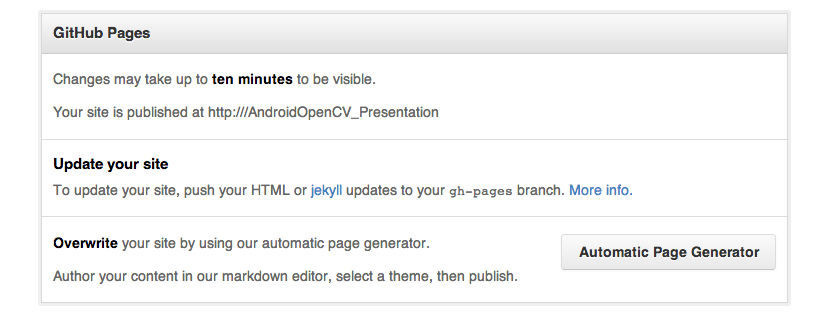 GitHub Pages
Changes may take up to ten minutes to be visible.
Your site is published at http:///AndroidOpenCV_Presentation
Update your site
To update your site, push your HTML or jekyll updates to your gh-pages branch. More info.
Overwrite your site by using our automatic page generator.
Automatic Page Generator
Author your content in our markdown editor, select a theme, then publish.